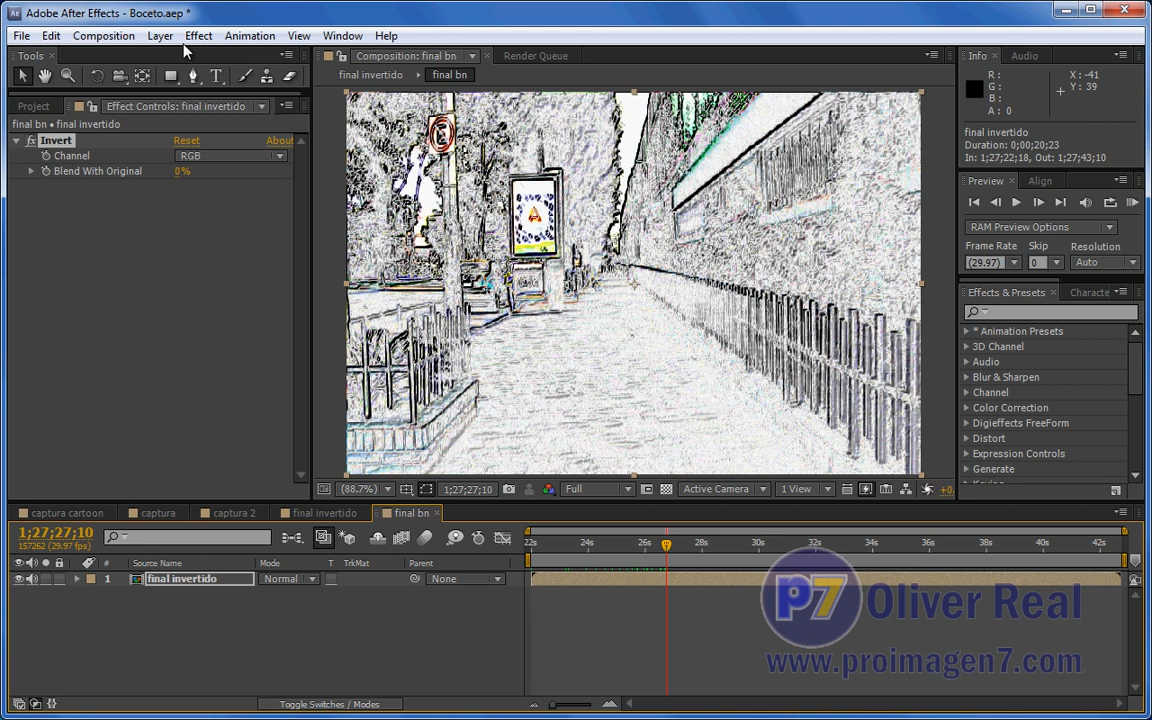 Adobe After Effects - Boceto.aep *
File Edit Composition Layer Effect Animation View Window Help
Tools
Composition: final bn
Render Queue
Info
Audio
final invertido
final bn
R:
G:
B:
A: 0
X: -41
Y: 39
Project
Effect Controls: final invertido
final bn • final invertido
fx Invert Reset About
Channel RGB
Blend With Original 0%
final invertido
Duration: 0;00;20;23
In: 1;27;22;18, Out: 1;27;43;10
Preview
Align
RAM Preview Options
Frame Rate Skip Resolution
(29.97) 0 Auto
Effects & Presets
Characte
* Animation Presets
3D Channel
Audio
Blur & Sharpen
Channel
Color Correction
Digieffects FreeForm
Distort
Expression Controls
Generate
(88.7%) 1;27;27;10 Full Active Camera 1 View +0.
captura cartoon captura captura 2 final invertido final bn
1;27;27;10
157262 (29.97 fps)
22s 24s 26s 28s 30s 32s 34s 36s 38s 40s 42s
# Source Name Mode T TrkMat Parent
1 final invertido Normal None
p7 Oliver Real
www.proimagen7.com
Toggle Switches / Modes